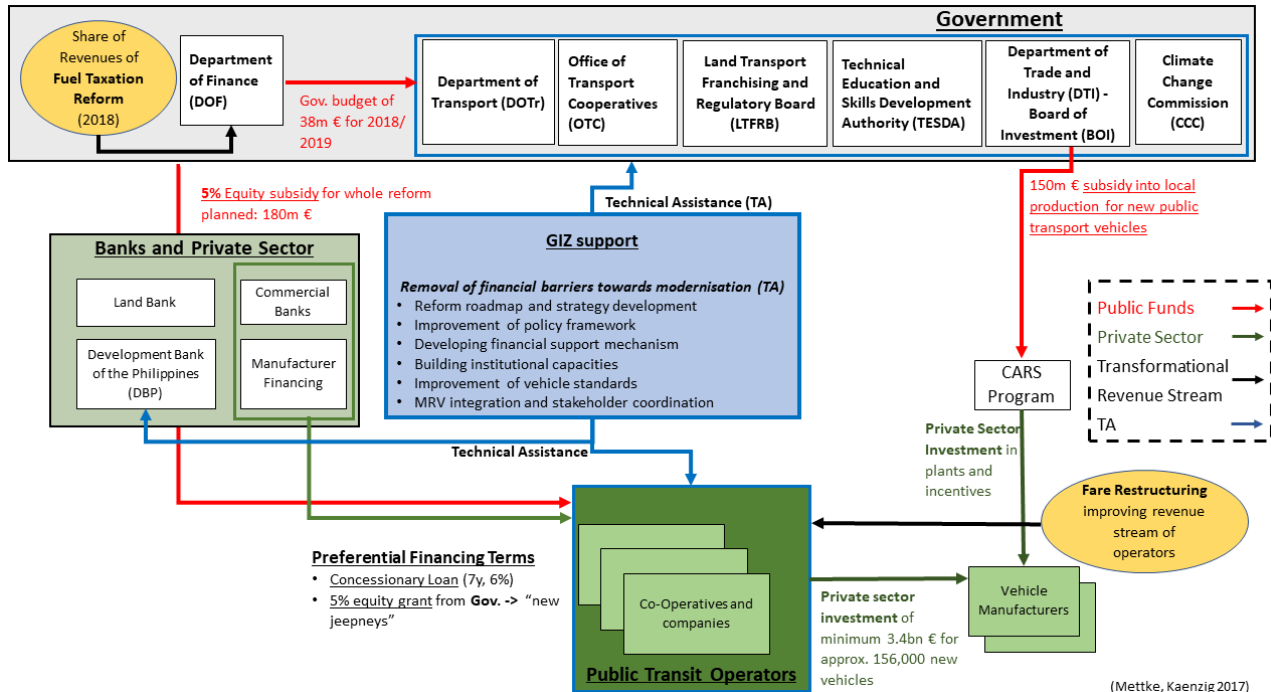 Government
Share of
Revenues of
Fuel Taxation
Reform
(2018)
Department
of Finance
(DOF)
Gov. budget of
38m € for 2018/
2019
Department of
Transport (DOTr)
Office of
Transport
Cooperatives
(OTC)
Land Transport
Franchising and
Regulatory Board
(LTFRB)
Technical
Education and
Skills Development
Authority (TESDA)
Department of
Trade and
Industry (DTI) -
Board of
Investment (BOI)
Climate
Change
Commission
(CCC)
5% Equity subsidy for whole reform
planned: 180m €
Technical Assistance (TA)
150m € subsidy into local
production for new public
transport vehicles
Banks and Private Sector
Land Bank
Commercial
Banks
Development Bank
of the Philippines
(DBP)
Manufacturer
Financing
GIZ support
Removal of financial barriers towards modernisation (TA)
• Reform roadmap and strategy development
• Improvement of policy framework
• Developing financial support mechanism
• Building institutional capacities
• Improvement of vehicle standards
• MRV integration and stakeholder coordination
Public Funds
Private Sector
Transformational
Revenue Stream
TA
CARS
Program
Technical Assistance
Private Sector
Investment in
plants and
incentives
Fare Restructuring
improving revenue
stream of
operators
Preferential Financing Terms
• Concessionary Loan (7y, 6%)
• 5% equity grant from Gov. -> “new
jeepneys”
Co-Operatives and
companies
Public Transit Operators
Private sector
investment of
minimum 3.4bn € for
approx. 156,000 new
vehicles
Vehicle
Manufacturers
(Mettke, Kaenzig 2017)